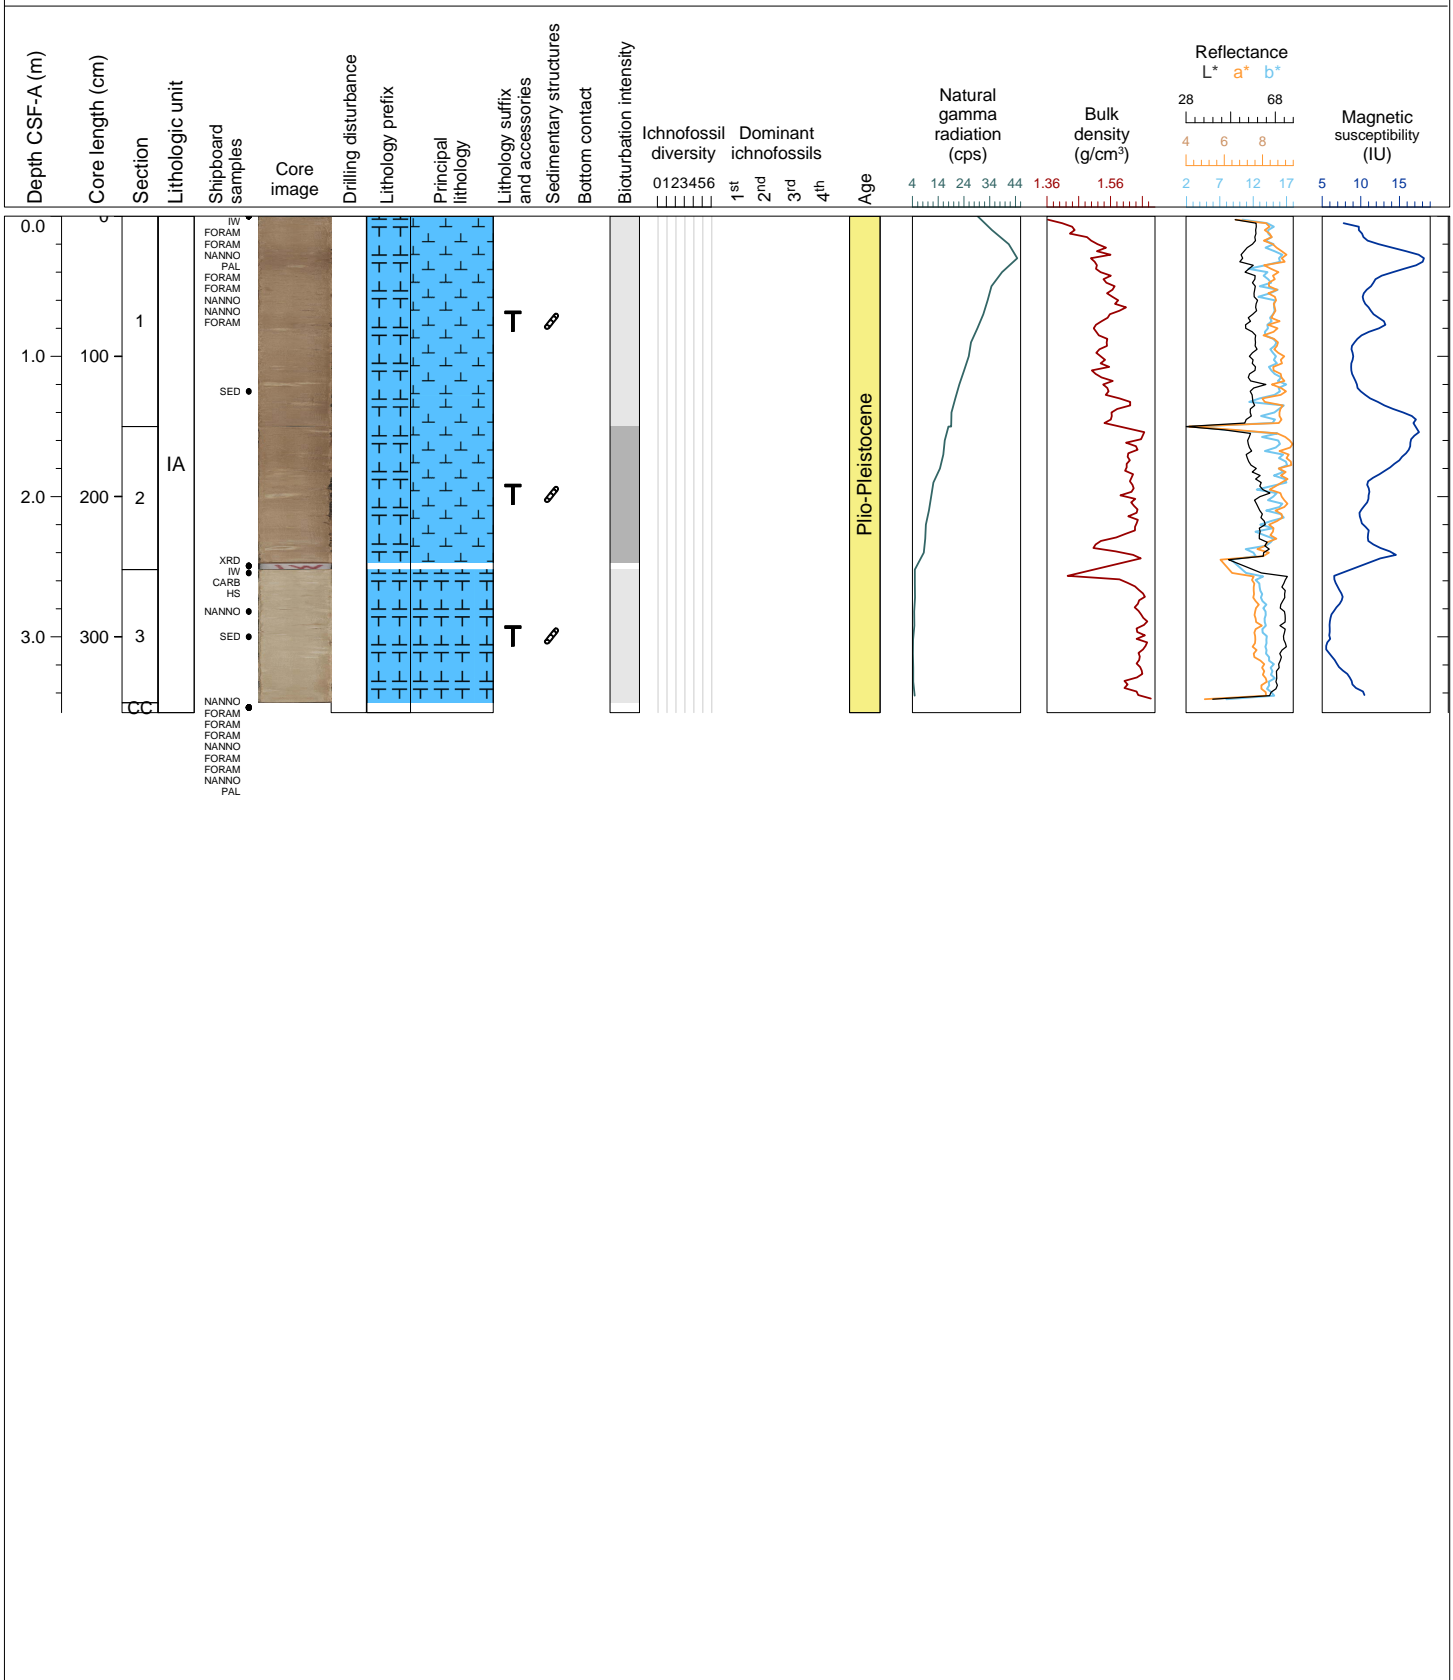 Depth CSF-A (m)
Core length (cm)
Section
Lithologic unit
Shipboard
samples
Core
image
Drilling disturbance
Lithology prefix
Principal
lithology
Lithology suffix
and accessories
Sedimentary structures
Bottom contact
Bioturbation intensity
Ichnofossil
diversity
0123456
Dominant
ichnofossils
1st
2nd
3rd
4th
Age
Natural
gamma
radiation
(cps)
4 14 24 34 44
Bulk
density
(g/cm³)
1.36 1.56
Reflectance
L* a* b*
28 68
4 6 8
2 7 12 17
Magnetic
susceptibility
(IU)
5 10 15
0.0
1.0
2.0
3.0
0
100
200
300
1
2
3
CC
IA
IW
FORAM
FORAM
NANNO
PAL
FORAM
FORAM
NANNO
NANNO
FORAM
SED
XRD
IW
CARB
HS
NANNO
SED
NANNO
FORAM
FORAM
FORAM
NANNO
FORAM
FORAM
NANNO
PAL
IW
T
T
T
Plio-Pleistocene